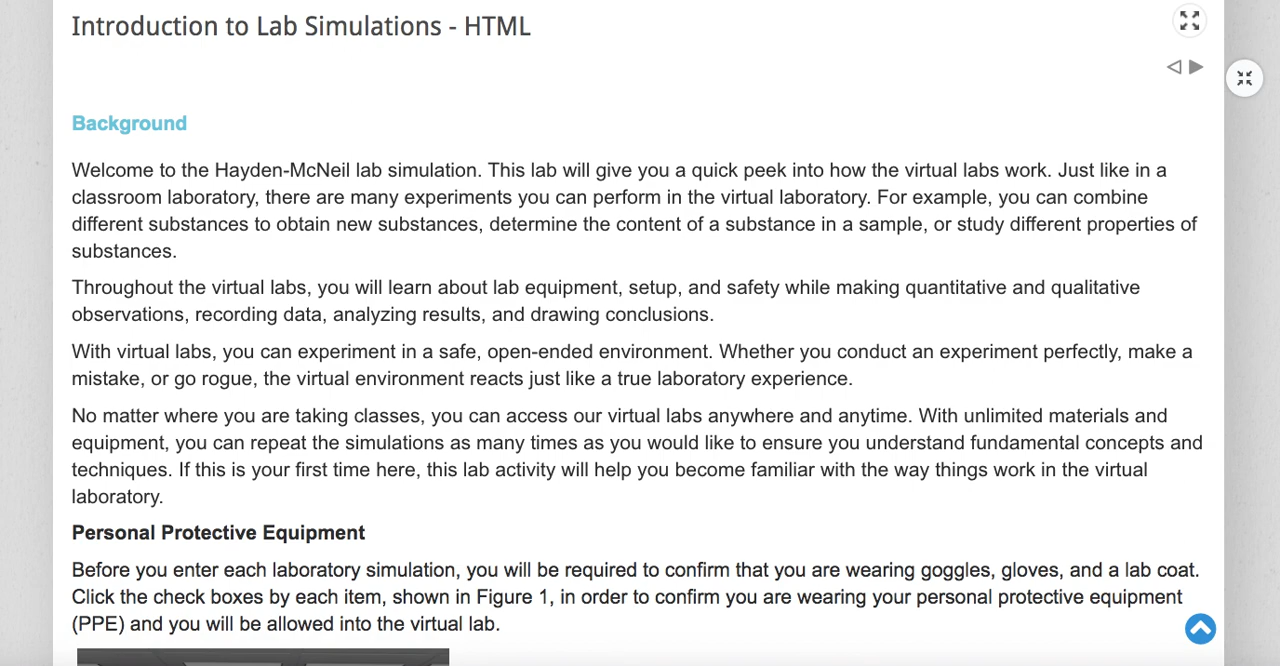 Introduction to Lab Simulations - HTML
Background
Welcome to the Hayden-McNeil lab simulation. This lab will give you a quick peek into how the virtual labs work. Just like in a
classroom laboratory, there are many experiments you can perform in the virtual laboratory. For example, you can combine
different substances to obtain new substances, determine the content of a substance in a sample, or study different properties of
substances.
Throughout the virtual labs, you will learn about lab equipment, setup, and safety while making quantitative and qualitative
observations, recording data, analyzing results, and drawing conclusions.
With virtual labs, you can experiment in a safe, open-ended environment. Whether you conduct an experiment perfectly, make a
mistake, or go rogue, the virtual environment reacts just like a true laboratory experience.
No matter where you are taking classes, you can access our virtual labs anywhere and anytime. With unlimited materials and
equipment, you can repeat the simulations as many times as you would like to ensure you understand fundamental concepts and
techniques. If this is your first time here, this lab activity will help you become familiar with the way things work in the virtual
laboratory.
Personal Protective Equipment
Before you enter each laboratory simulation, you will be required to confirm that you are wearing goggles, gloves, and a lab coat.
Click the check boxes by each item, shown in Figure 1, in order to confirm you are wearing your personal protective equipment
(PPE) and you will be allowed into the virtual lab.